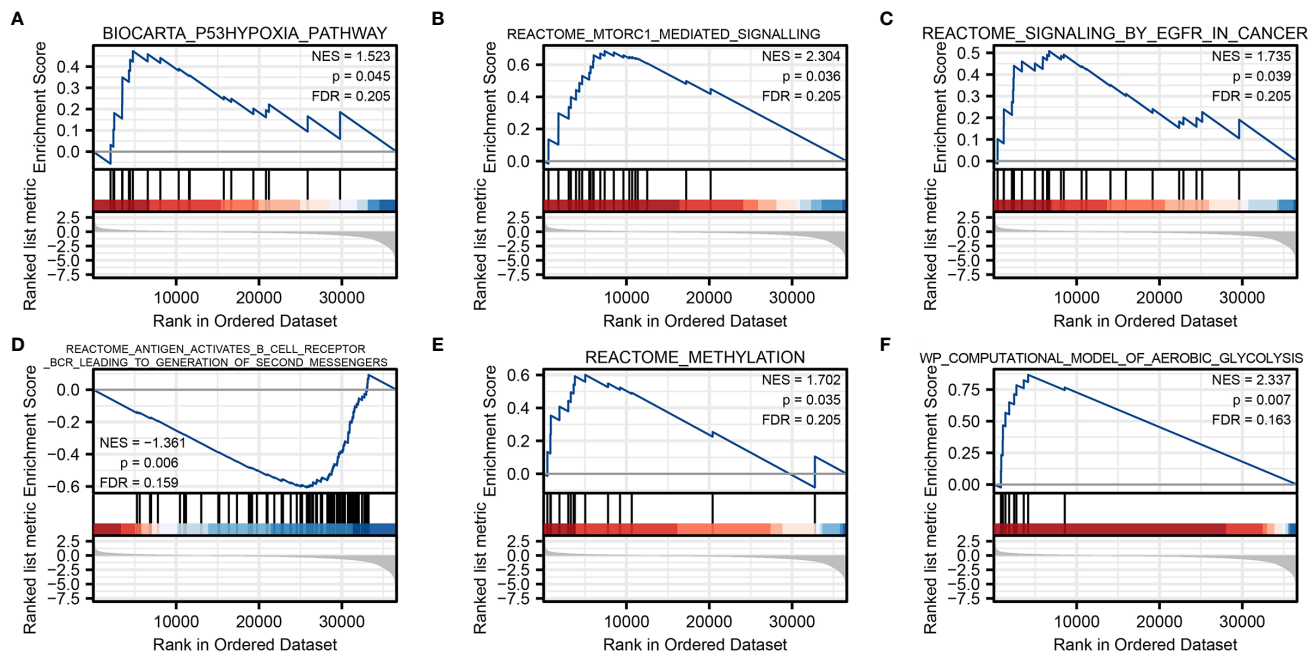 A
BIOCARTA_P53HYPOXIA_PATHWAY
NES = 1.523
p = 0.045
FDR = 0.205
Enrichment Score
0.4
0.3
0.2
0.1
0.0
Ranked list metric
2.5
0.0
−2.5
−5.0
−7.5
10000 20000 30000
Rank in Ordered Dataset
B
REACTOME_MTORC1_MEDIATED_SIGNALLING
NES = 2.304
p = 0.036
FDR = 0.205
Enrichment Score
0.6
0.4
0.2
0.0
Ranked list metric
2.5
0.0
−2.5
−5.0
−7.5
10000 20000 30000
Rank in Ordered Dataset
C
REACTOME_SIGNALING_BY_EGFR_IN_CANCER
NES = 1.735
p = 0.039
FDR = 0.205
Enrichment Score
0.5
0.4
0.3
0.2
0.1
0.0
Ranked list metric
2.5
0.0
−2.5
−5.0
−7.5
10000 20000 30000
Rank in Ordered Dataset
D
REACTOME_ANTIGEN_ACTIVATES_B_CELL_RECEPTOR
_BCR_LEADING_TO_GENERATION_OF_SECOND_MESSENGERS
Enrichment Score
0.0
−0.2
−0.4
−0.6
NES = −1.361
p = 0.006
FDR = 0.159
Ranked list metric
2.5
0.0
−2.5
−5.0
−7.5
10000 20000 30000
Rank in Ordered Dataset
E
REACTOME_METHYLATION
NES = 1.702
p = 0.035
FDR = 0.205
Enrichment Score
0.6
0.4
0.2
0.0
Ranked list metric
2.5
0.0
−2.5
−5.0
−7.5
10000 20000 30000
Rank in Ordered Dataset
F
WP_COMPUTATIONAL_MODEL_OF_AEROBIC_GLYCOLYSIS
NES = 2.337
p = 0.007
FDR = 0.163
Enrichment Score
0.75
0.50
0.25
0.00
Ranked list metric
2.5
0.0
−2.5
−5.0
−7.5
10000 20000 30000
Rank in Ordered Dataset